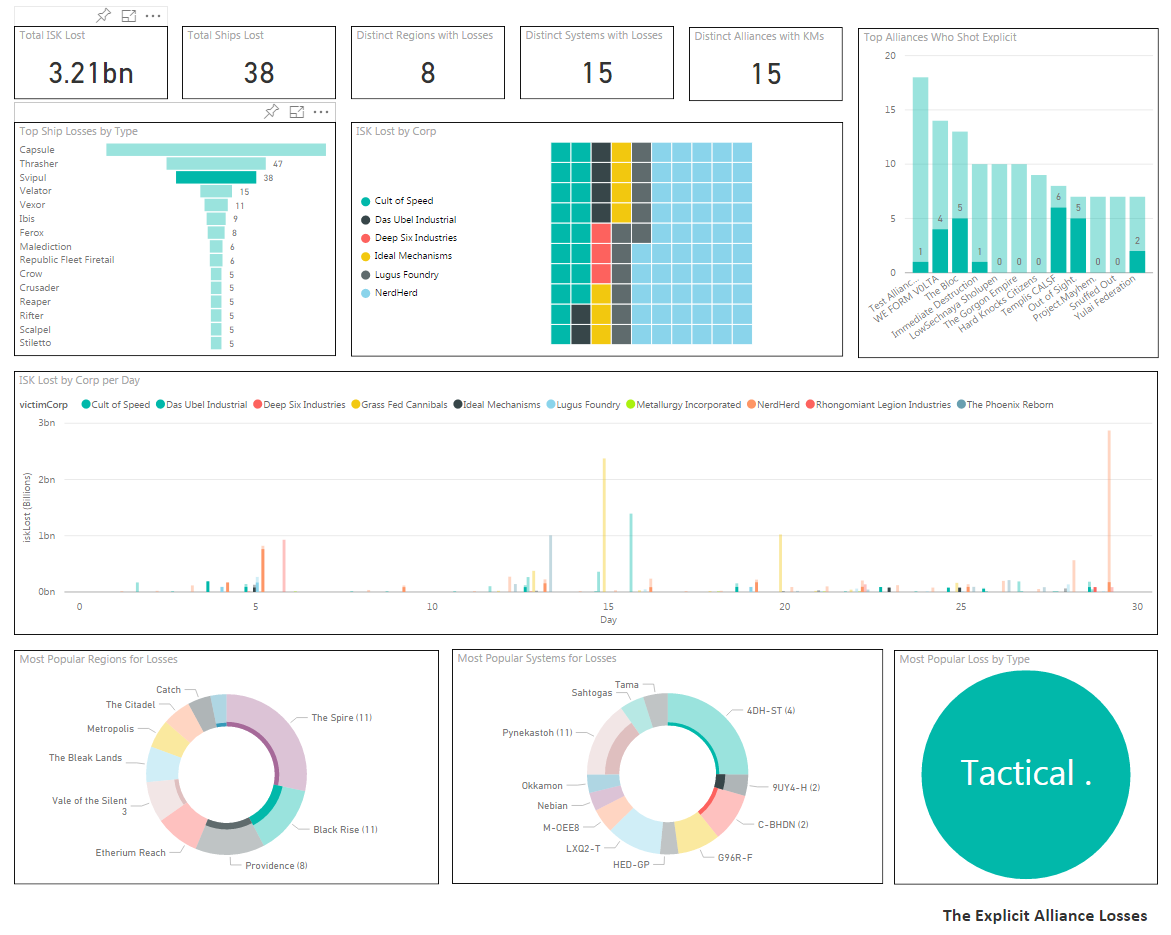 Total ISK Lost
3.21bn
Total Ships Lost
38
Distinct Regions with Losses
8
Distinct Systems with Losses
15
Distinct Alliances with KMs
15
Top Alliances Who Shot Explicit
20
15
10
5
0
1
4
5
1
0
0
0
6
5
0
0
2
Test Allianc...
WE FORM V0LTA
The Bloc
Immediate Destruction
LowSechnaya Sholupen
The Gorgon Empire
Hard Knocks Citizens
Templis CALSF
Out of Sight.
Project.Mayhem.
Snuffed Out
Yulai Federation
Top Ship Losses by Type
Capsule
Thrasher 47
Svipul 38
Velator 15
Vexor 11
Ibis 9
Ferox 8
Malediction 6
Republic Fleet Firetail 6
Crow 5
Crusader 5
Reaper 5
Rifter 5
Scalpel 5
Stiletto 5
ISK Lost by Corp
Cult of Speed
Das Ubel Industrial
Deep Six Industries
Ideal Mechanisms
Lugus Foundry
NerdHerd
ISK Lost by Corp per Day
victimCorp Cult of Speed Das Ubel Industrial Deep Six Industries Grass Fed Cannibals Ideal Mechanisms Lugus Foundry Metallurgy Incorporated NerdHerd Rhongomiant Legion Industries The Phoenix Reborn
3bn
2bn
1bn
0bn
iskLost (Billions)
0 5 10 15 20 25 30
Day
Most Popular Regions for Losses
Catch
The Citadel
Metropolis
The Bleak Lands
Vale of the Silent
3
Etherium Reach
The Spire (11)
Black Rise (11)
Providence (8)
Most Popular Systems for Losses
Tama
Sahtogas
Pynekastoh (11)
Okkamon
Nebian
M-OEE8
LXQ2-T
HED-GP
4DH-ST (4)
9UY4-H (2)
C-BHDN (2)
G96R-F
Most Popular Loss by Type
Tactical .
The Explicit Alliance Losses